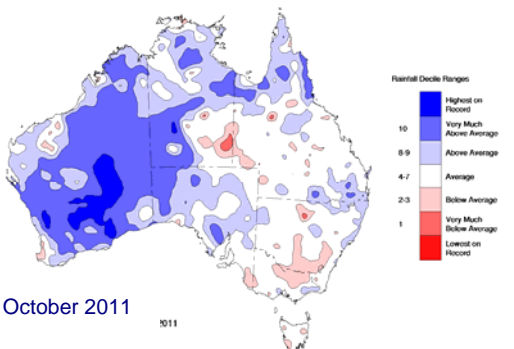 Rainfall Decile Ranges
Highest on
Record
10
Very Much
Above Average
8-9
Above Average
4-7
Average
2-3
Below Average
1
Very Much
Below Average
Lowest on
Record
October 2011
2011